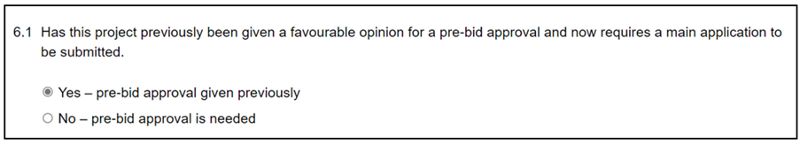 6.1 Has this project previously been given a favourable opinion for a pre-bid approval and now requires a main application to
be submitted.
Yes – pre-bid approval given previously
No – pre-bid approval is needed